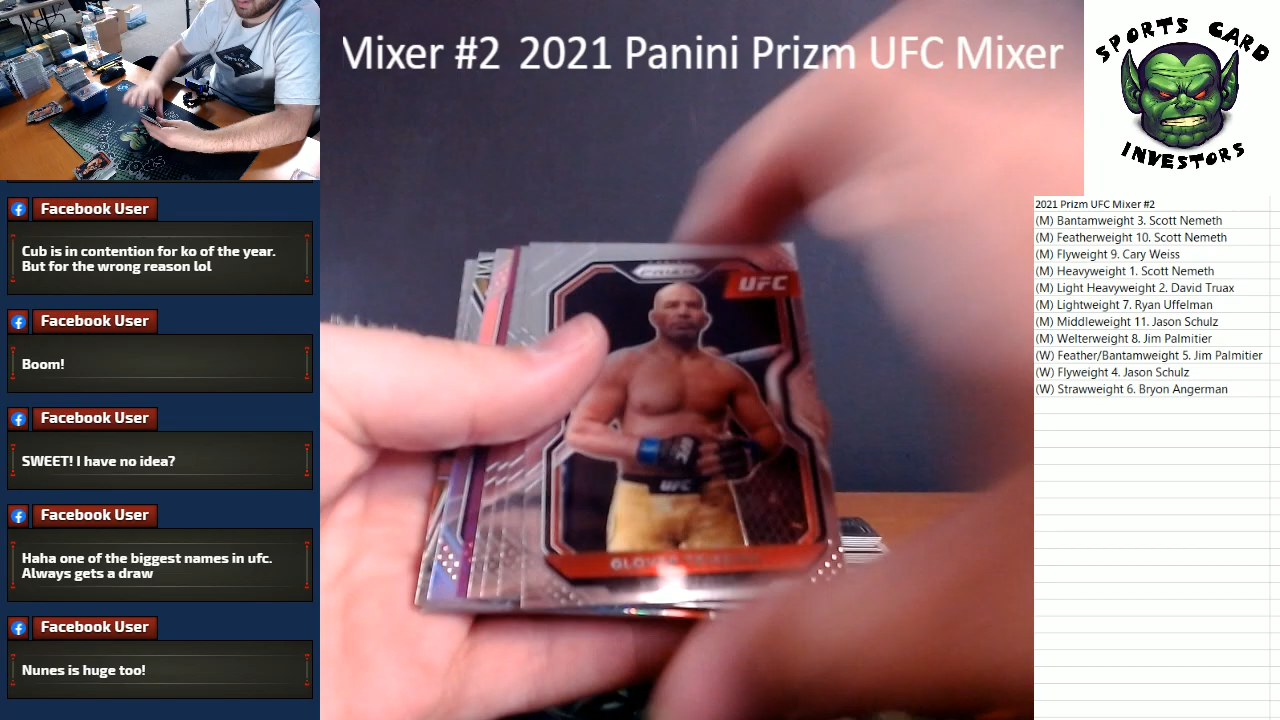 Mixer #2 2021 Panini Prizm UFC Mixer
SPORTS CARD
INVESTORS
Facebook User
Cub is in contention for ko of the year.
But for the wrong reason lol
Facebook User
Boom!
Facebook User
SWEET! I have no idea?
Facebook User
Haha one of the biggest names in ufc.
Always gets a draw
Facebook User
Nunes is huge too!
PRIZM
UFC
UFC
GLOVER
2021 Prizm UFC Mixer #2
(M) Bantamweight 3. Scott Nemeth
(M) Featherweight 10. Scott Nemeth
(M) Flyweight 9. Cary Weiss
(M) Heavyweight 1. Scott Nemeth
(M) Light Heavyweight 2. David Truax
(M) Lightweight 7. Ryan Uffelman
(M) Middleweight 11. Jason Schulz
(M) Welterweight 8. Jim Palmitier
(W) Feather/Bantamweight 5. Jim Palmitier
(W) Flyweight 4. Jason Schulz
(W) Strawweight 6. Bryon Angerman